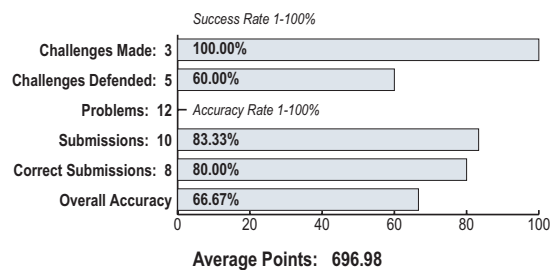 Success Rate 1-100%
Challenges Made: 3 100.00%
Challenges Defended: 5 60.00%
Problems: 12 Accuracy Rate 1-100%
Submissions: 10 83.33%
Correct Submissions: 8 80.00%
Overall Accuracy 66.67%
0 20 40 60 80 100
Average Points: 696.98